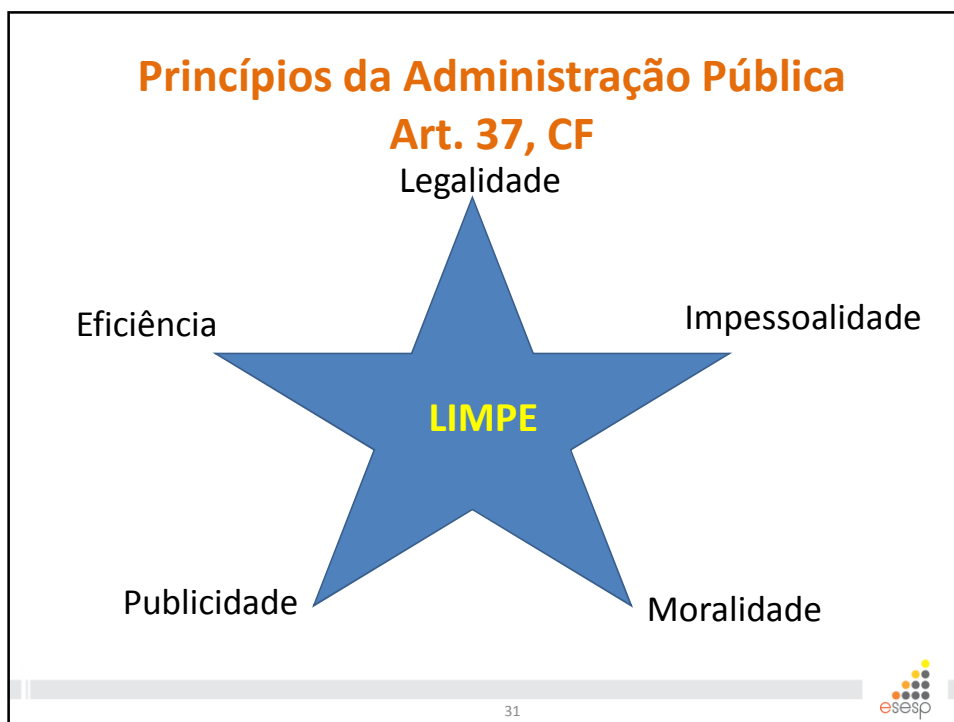 Princípios da Administração Pública
Art. 37, CF
Legalidade
Eficiência
Impessoalidade
LIMPE
Publicidade
Moralidade
31
esesp